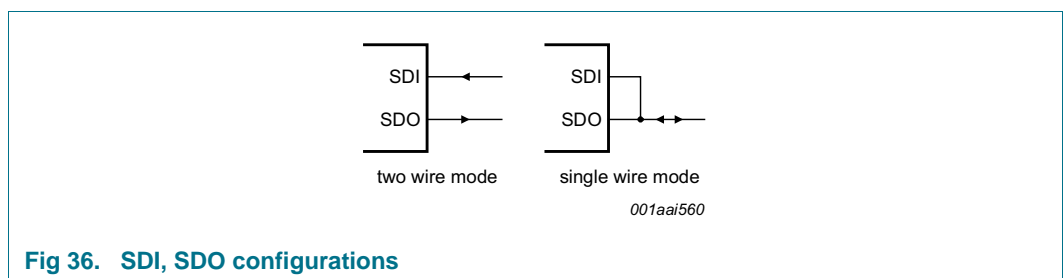 SDI
SDO
two wire mode
SDI
SDO
single wire mode
001aai560
Fig 36. SDI, SDO configurations